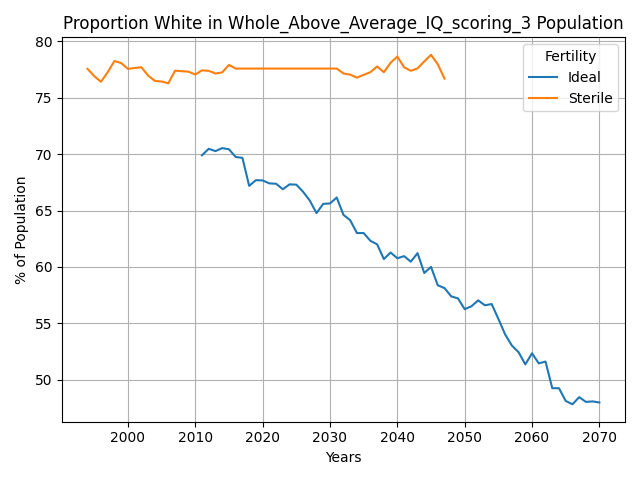 Proportion White in Whole_Above_Average_IQ_scoring_3 Population
80
75
70
65
60
55
50
% of Population
Fertility
Ideal
Sterile
2000 2010 2020 2030 2040 2050 2060 2070
Years